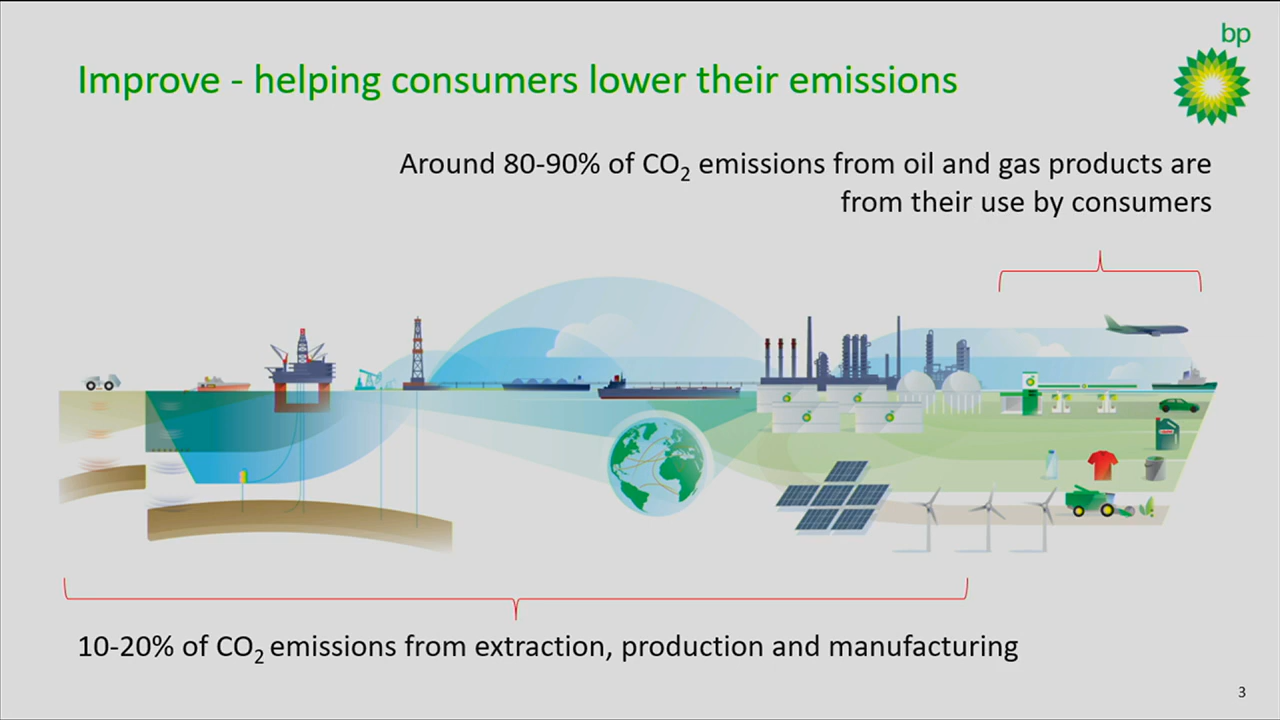 bp
Improve - helping consumers lower their emissions
Around 80-90% of CO₂ emissions from oil and gas products are
from their use by consumers
10-20% of CO₂ emissions from extraction, production and manufacturing
3